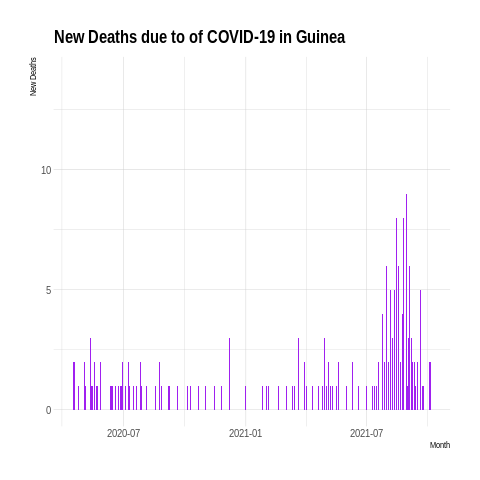 New Deaths due to of COVID-19 in Guinea
New Deaths
10
5
0
2020-07
2021-01
2021-07
Month